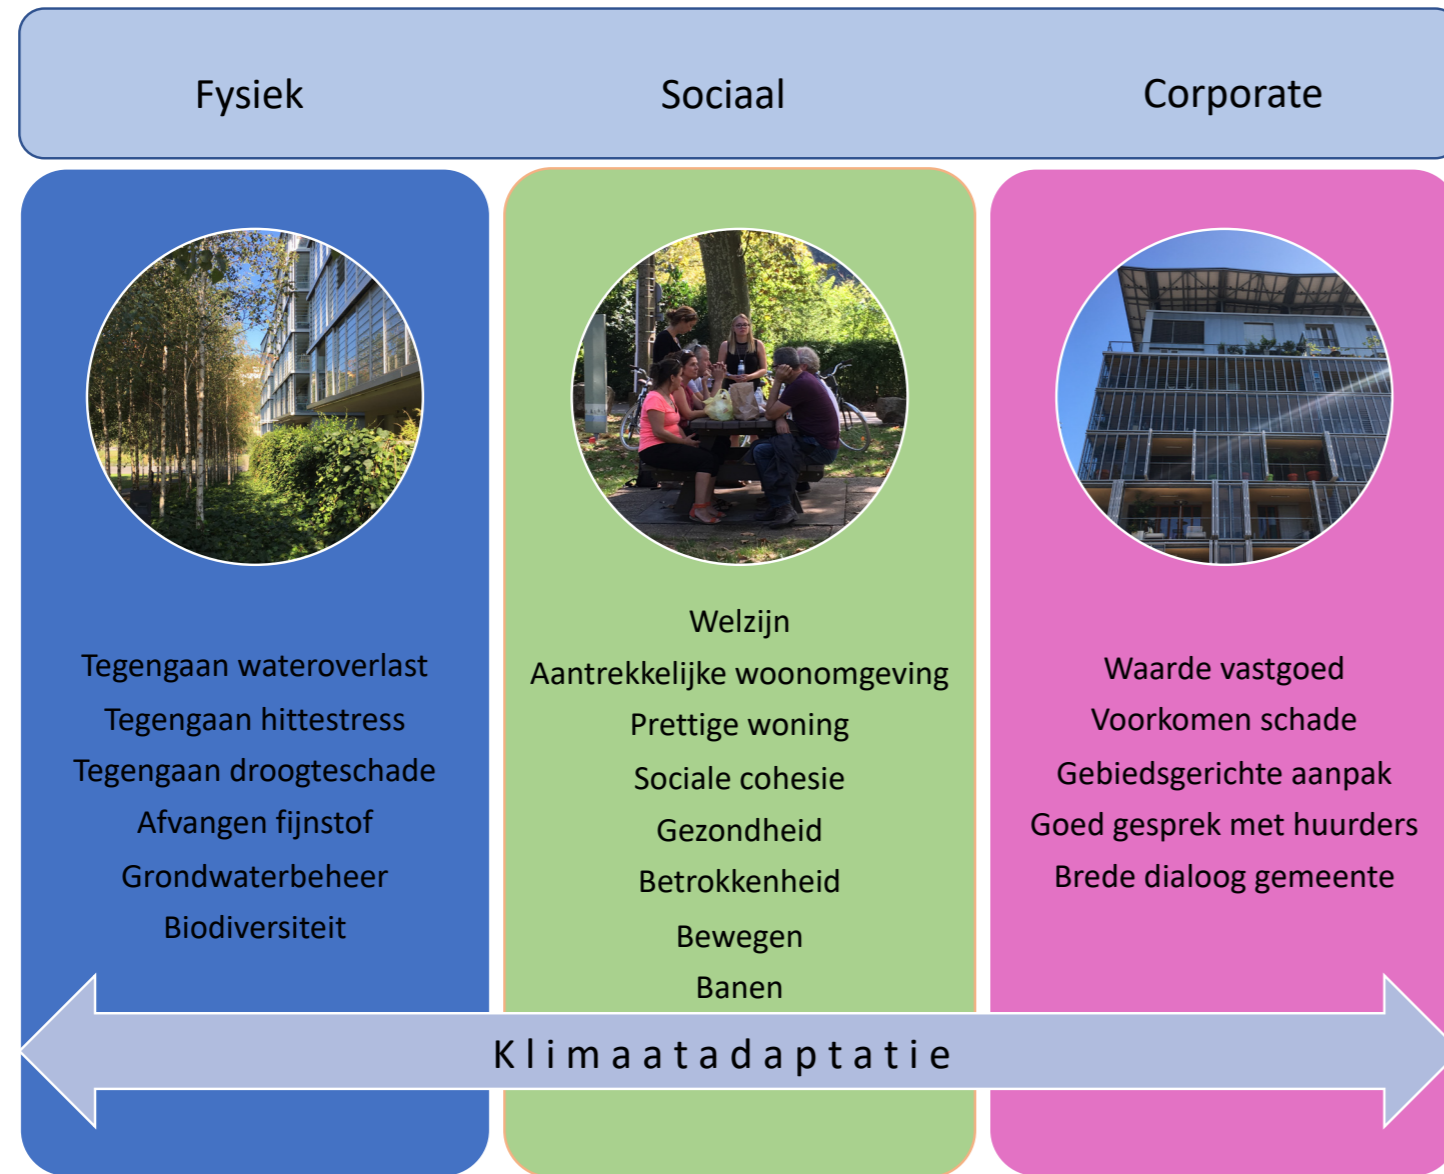 Fysiek
Sociaal
Corporate
Tegengaan wateroverlast
Tegengaan hittestress
Tegengaan droogteschade
Afvangen fijnstof
Grondwaterbeheer
Biodiversiteit
Welzijn
Aantrekkelijke woonomgeving
Prettige woning
Sociale cohesie
Gezondheid
Betrokkenheid
Bewegen
Banen
Waarde vastgoed
Voorkomen schade
Gebiedsgerichte aanpak
Goed gesprek met huurders
Brede dialoog gemeente
Klimaatadaptatie